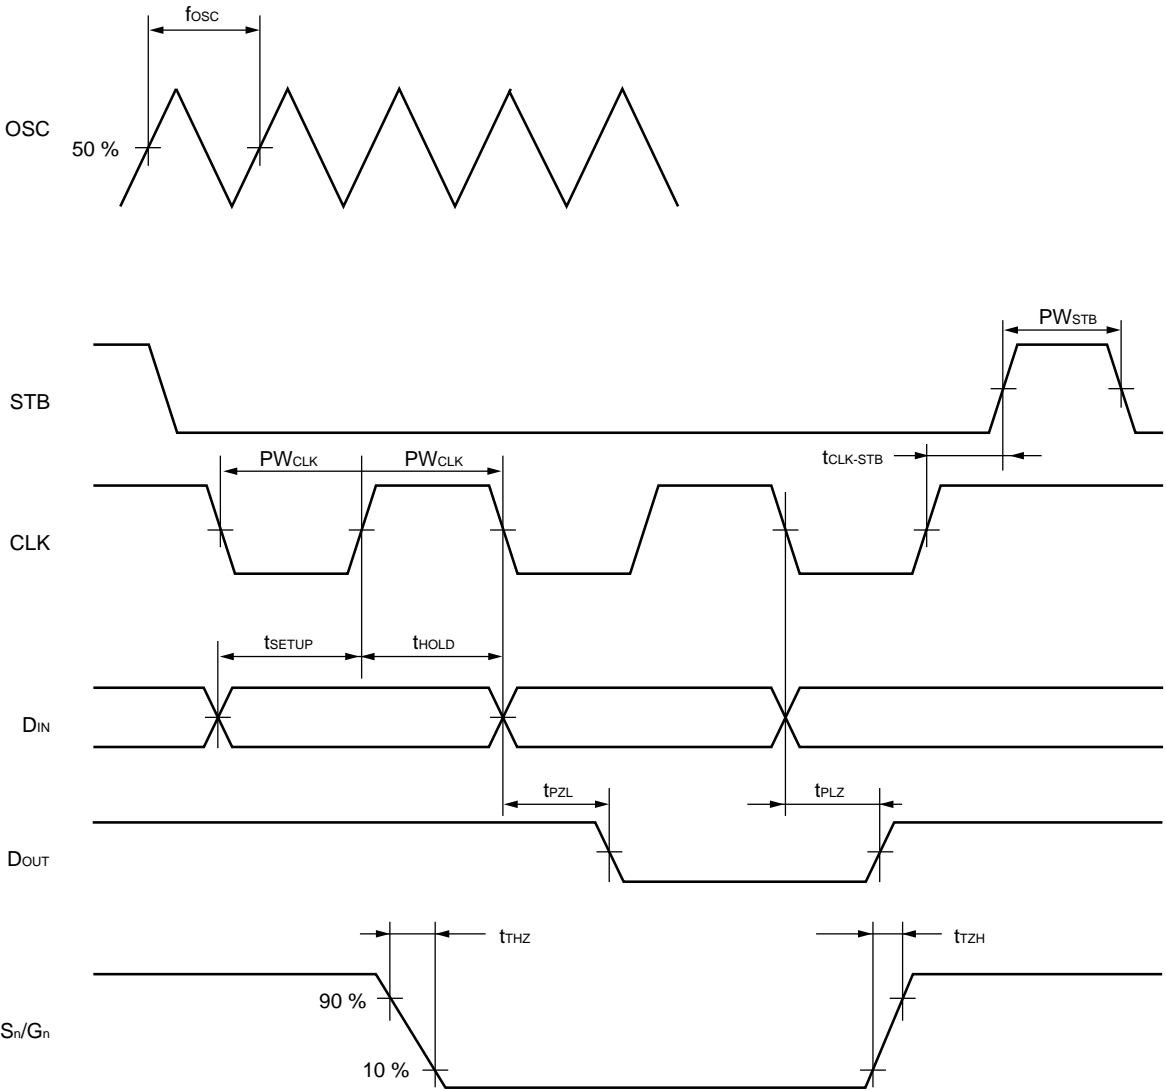 fOSC
OSC
50 %
PWSTB
STB
tCLK-STB
PWCLK PWCLK
CLK
tSETUP tHOLD
DIN
tPZL tPLZ
DOUT
tTHZ tTZH
90 %
Sn/Gn
10 %